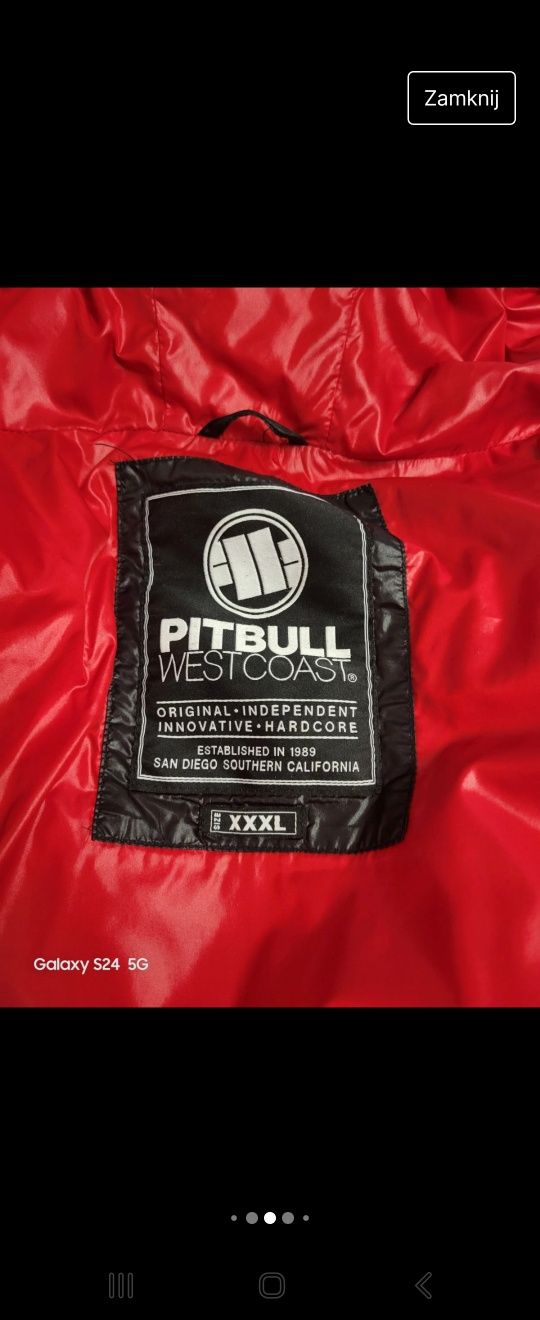 Zamknij
PITBULL
WEST COAST®
ORIGINAL•INDEPENDENT
INNOVATIVE•HARDCORE
ESTABLISHED IN 1989
SAN DIEGO SOUTHERN CALIFORNIA
SIZE XXXL
Galaxy S24 5G